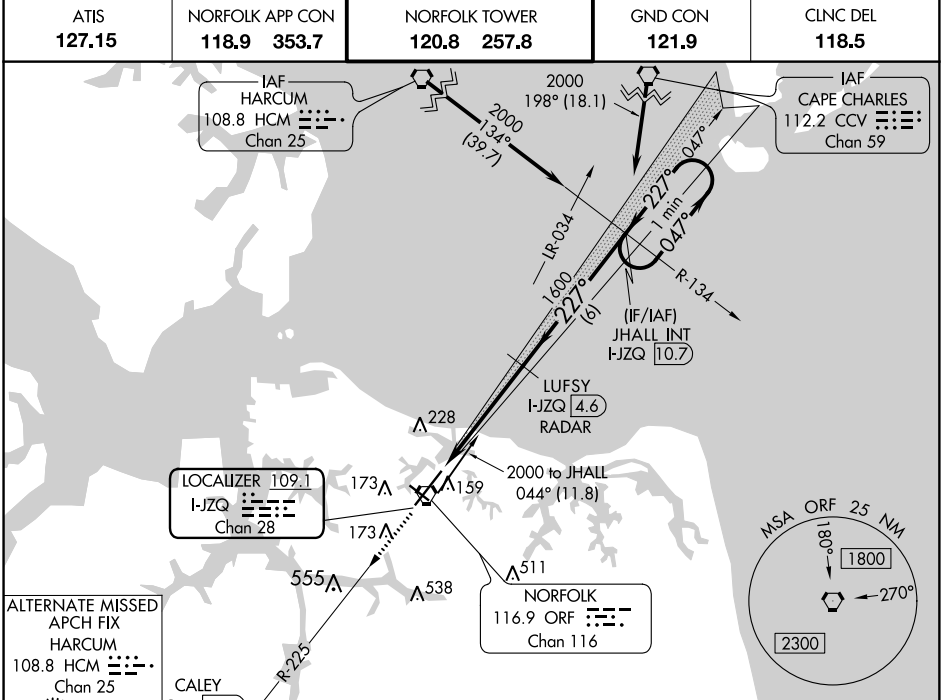 ATIS
127.15
NORFOLK APP CON
118.9 353.7
NORFOLK TOWER
120.8 257.8
GND CON
121.9
CLNC DEL
118.5
IAF
HARCUM
108.8 HCM
Chan 25
2000
134°
(39.7)
2000
198° (18.1)
IAF
CAPE CHARLES
112.2 CCV
Chan 59
047°
227°
1 min
047°
LR-034
R-134
1600
227°
(6)
(IF/IAF)
JHALL INT
I-JZQ 10.7
LUFSY
I-JZQ 4.6
RADAR
228
2000 to JHALL
044° (11.8)
LOCALIZER 109.1
I-JZQ
Chan 28
173
159
173
555
538
511
NORFOLK
116.9 ORF
Chan 116
MSA ORF 25 NM
180°
1800
270°
2300
ALTERNATE MISSED
APCH FIX
HARCUM
108.8 HCM
Chan 25
R-225
CALEY